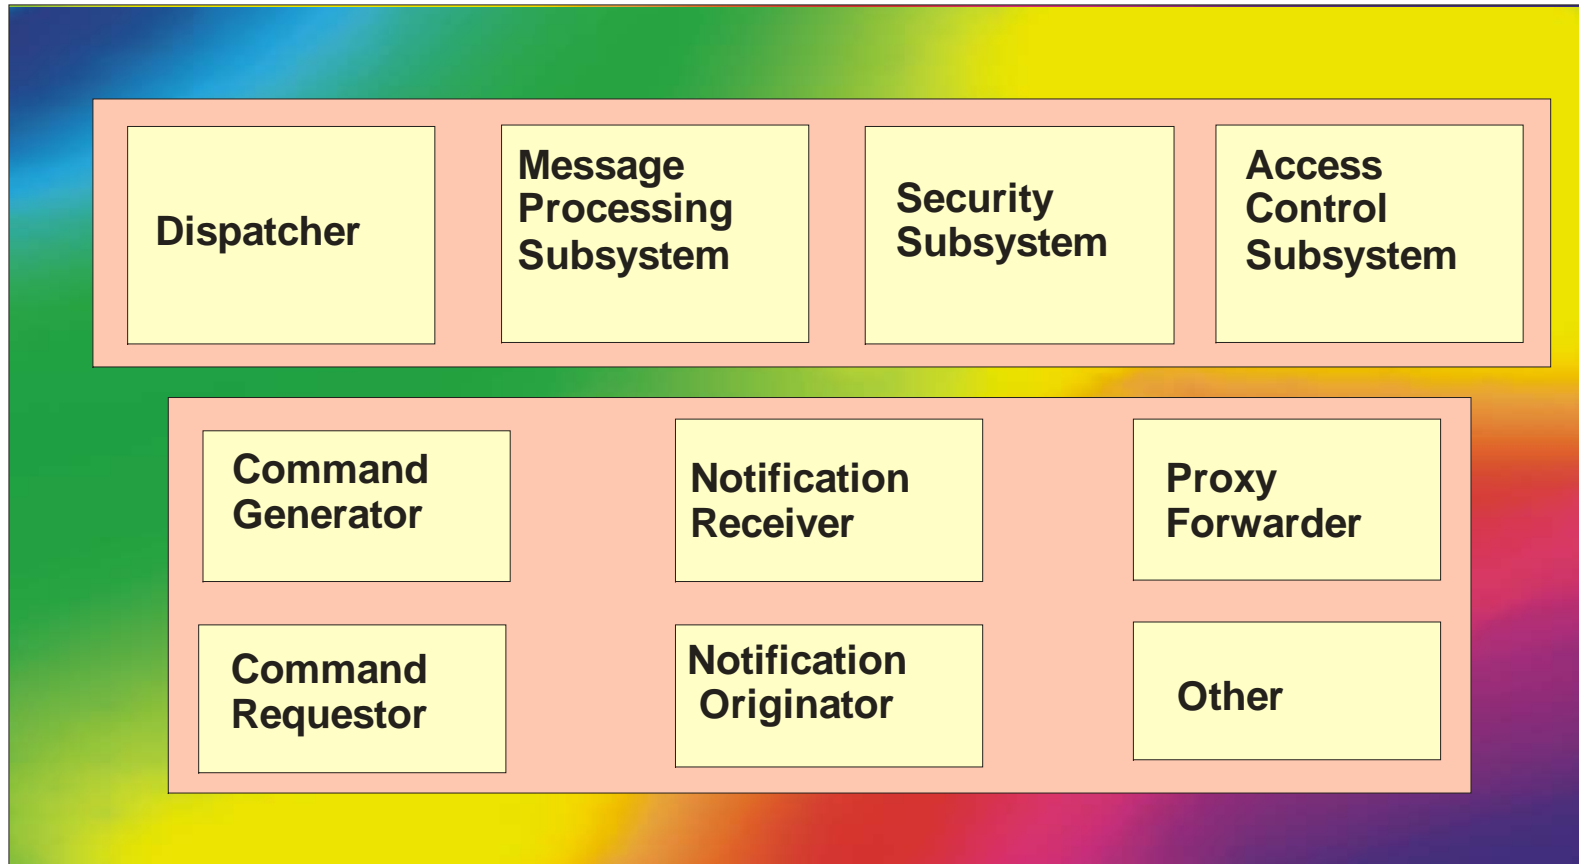 Dispatcher
Message
Processing
Subsystem
Security
Subsystem
Access
Control
Subsystem
Command
Generator
Notification
Receiver
Proxy
Forwarder
Command
Requestor
Notification
Originator
Other